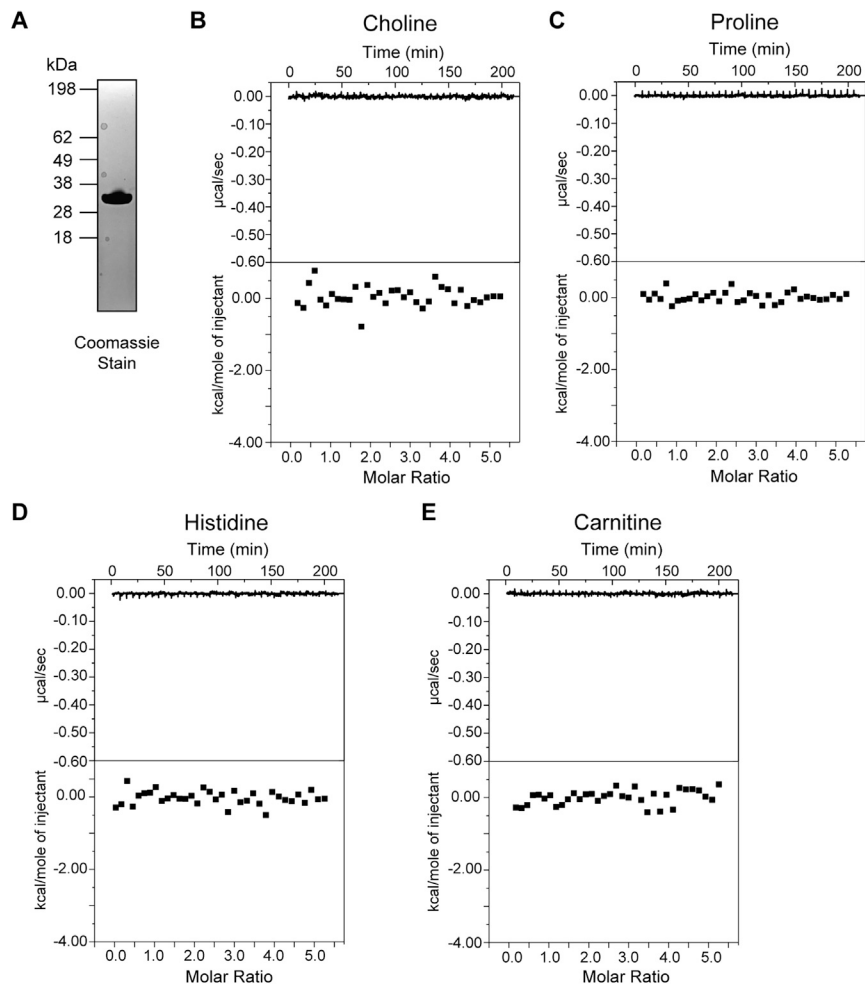 A
kDa
198
62
49
38
28
18
Coomassie
Stain
B
Choline
Time (min)
0 50 100 150 200
0.00
-0.10
-0.20
-0.30
-0.40
-0.50
-0.60
µcal/sec
0.00
-2.00
-4.00
kcal/mole of injectant
0.0 1.0 2.0 3.0 4.0 5.0
Molar Ratio
C
Proline
Time (min)
0 50 100 150 200
0.00
-0.10
-0.20
-0.30
-0.40
-0.50
-0.60
µcal/sec
0.00
-2.00
-4.00
kcal/mole of injectant
0.0 1.0 2.0 3.0 4.0 5.0
Molar Ratio
D
Histidine
Time (min)
0 50 100 150 200
0.00
-0.10
-0.20
-0.30
-0.40
-0.50
-0.60
µcal/sec
0.00
-2.00
-4.00
kcal/mole of injectant
0.0 1.0 2.0 3.0 4.0 5.0
Molar Ratio
E
Carnitine
Time (min)
0 50 100 150 200
0.00
-0.10
-0.20
-0.30
-0.40
-0.50
-0.60
µcal/sec
0.00
-2.00
-4.00
kcal/mole of injectant
0.0 1.0 2.0 3.0 4.0 5.0
Molar Ratio